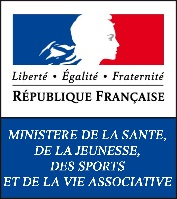 Liberté • Égalité • Fraternité
RÉPUBLIQUE FRANÇAISE
MINISTERE DE LA SANTE,
DE LA JEUNESSE,
DES SPORTS
ET DE LA VIE ASSOCIATIVE